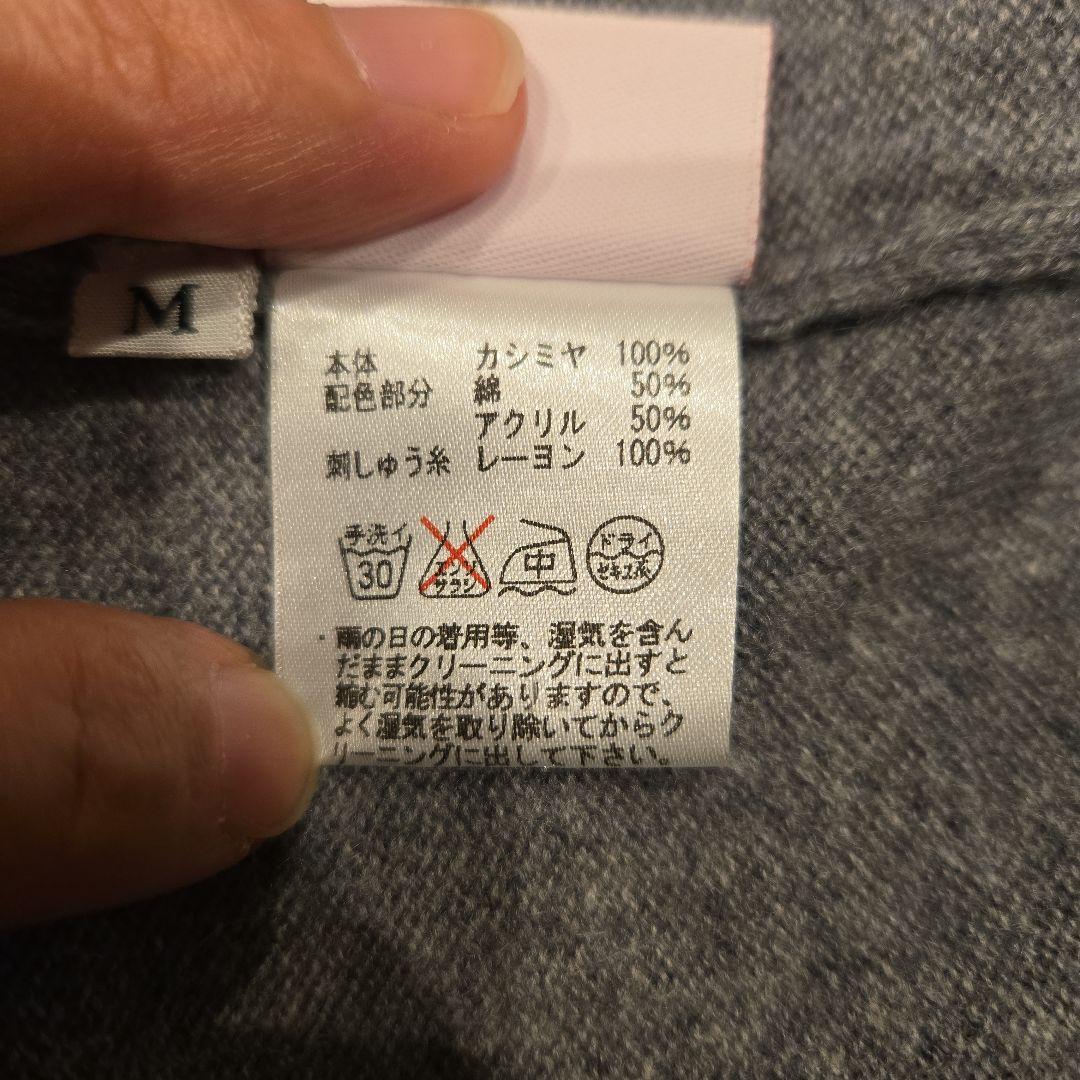 M
本体 カシミヤ 100%
配色部分 綿 50%
アクリル 50%
刺しゅう糸 レーヨン 100%
手洗イ 30
エンソ サラシ
中
ドライ セキユ系
・雨の日の着用等、湿気を含ん
だままクリーニングに出すと
縮む可能性がありますので、
よく湿気を取り除いてからク
リーニングに出して下さい。